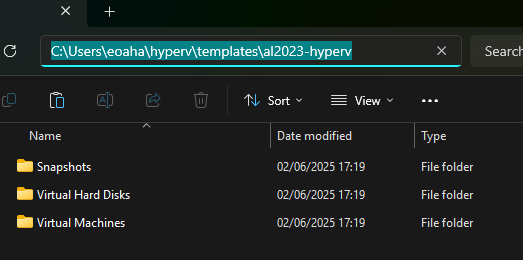 C:\Users\eoaha\hyperv\templates\al2023-hyperv
Search
Sort
View
Name Date modified Type
Snapshots 02/06/2025 17:19 File folder
Virtual Hard Disks 02/06/2025 17:19 File folder
Virtual Machines 02/06/2025 17:19 File folder